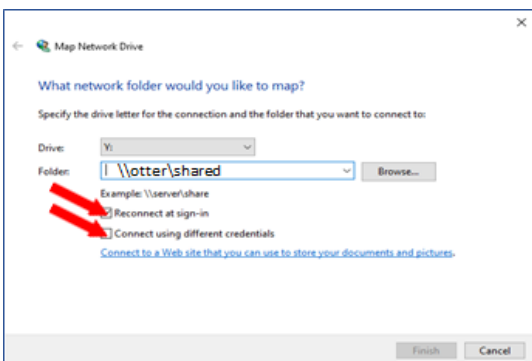 Map Network Drive
What network folder would you like to map?
Specify the drive letter for the connection and the folder that you want to connect to:
Drive: Y:
Folder: \\otter\shared Browse...
Example: \\server\share
Reconnect at sign-in
Connect using different credentials
Connect to a Web site that you can use to store your documents and pictures.
Finish Cancel